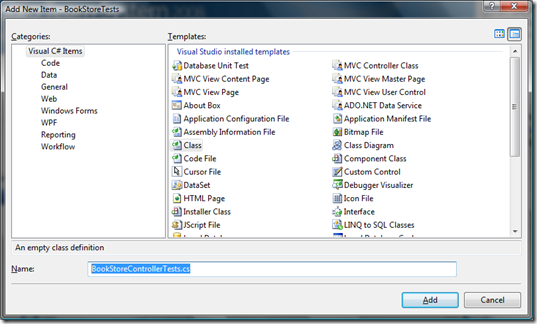 Add New Item - BookStoreTests
Categories:
Templates:
Visual C# Items
Code
Data
General
Web
Windows Forms
WPF
Reporting
Workflow
Visual Studio installed templates
Database Unit Test
MVC Controller Class
MVC View Content Page
MVC View Master Page
MVC View Page
MVC View User Control
About Box
ADO.NET Data Service
Application Configuration File
Application Manifest File
Assembly Information File
Bitmap File
Class
Class Diagram
Code File
Component Class
Cursor File
Custom Control
DataSet
Debugger Visualizer
HTML Page
Icon File
Installer Class
Interface
JScript File
LINQ to SQL Classes
An empty class definition
Name:
BookStoreControllerTests.cs
Add
Cancel